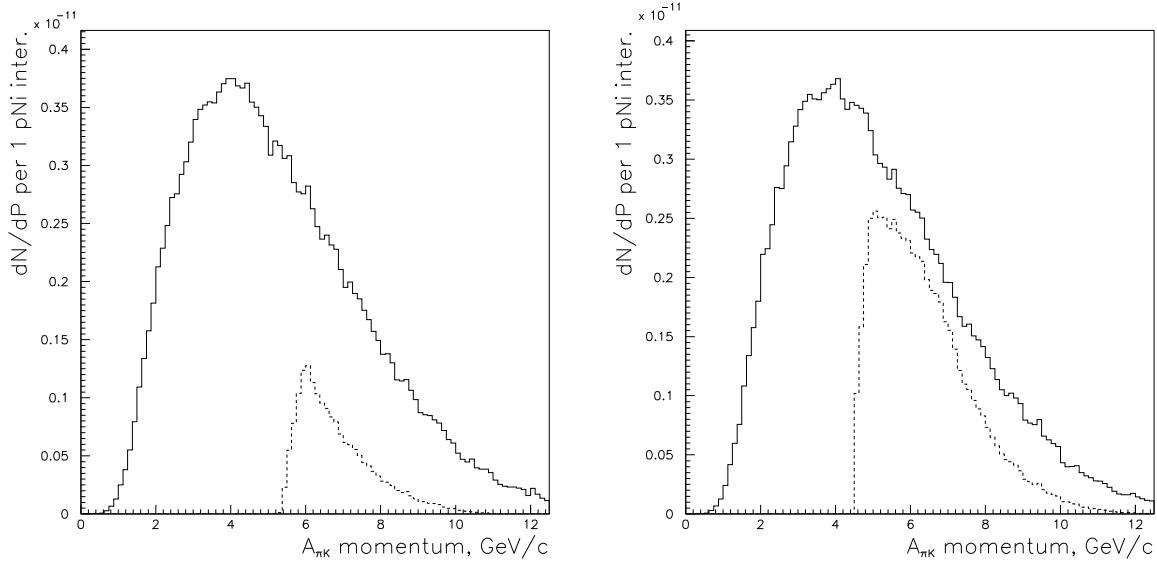 x 10⁻¹¹
dN/dP per 1 pNi inter.
0.4
0.35
0.3
0.25
0.2
0.15
0.1
0.05
0
0 2 4 6 8 10 12
A_πK momentum, GeV/c
x 10⁻¹¹
dN/dP per 1 pNi inter.
0.4
0.35
0.3
0.25
0.2
0.15
0.1
0.05
0
0 2 4 6 8 10 12
A_πK momentum, GeV/c